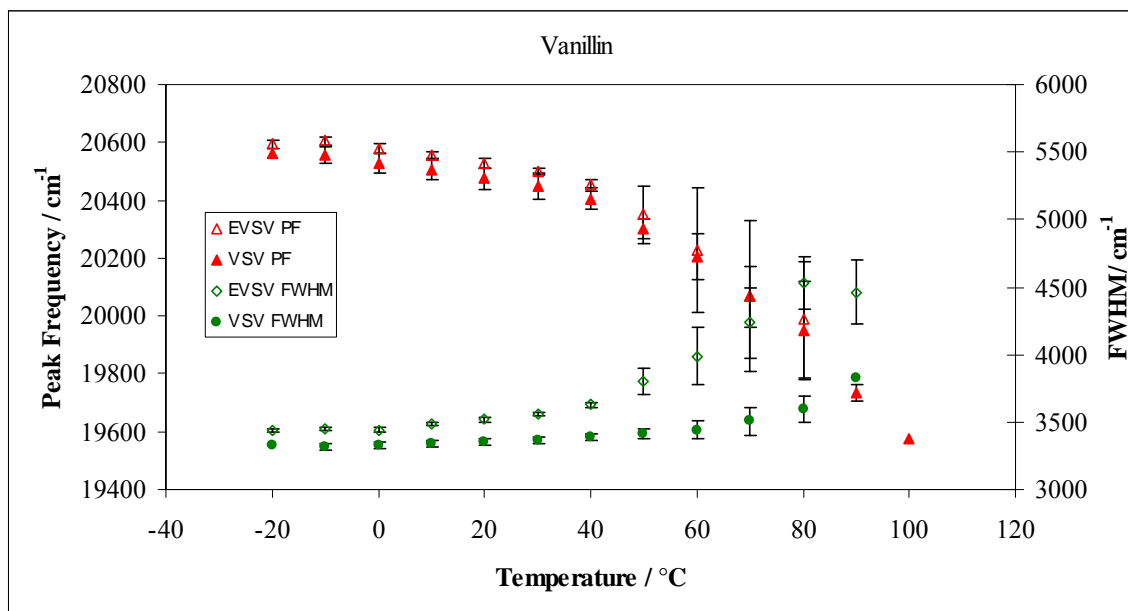 Vanillin
Peak Frequency / cm-1
20800
20600
20400
20200
20000
19800
19600
19400
EVSV PF
VSV PF
EVSV FWHM
VSV FWHM
6000
5500
5000
4500
4000
3500
3000
FWHM/ cm-1
-40 -20 0 20 40 60 80 100 120
Temperature / °C